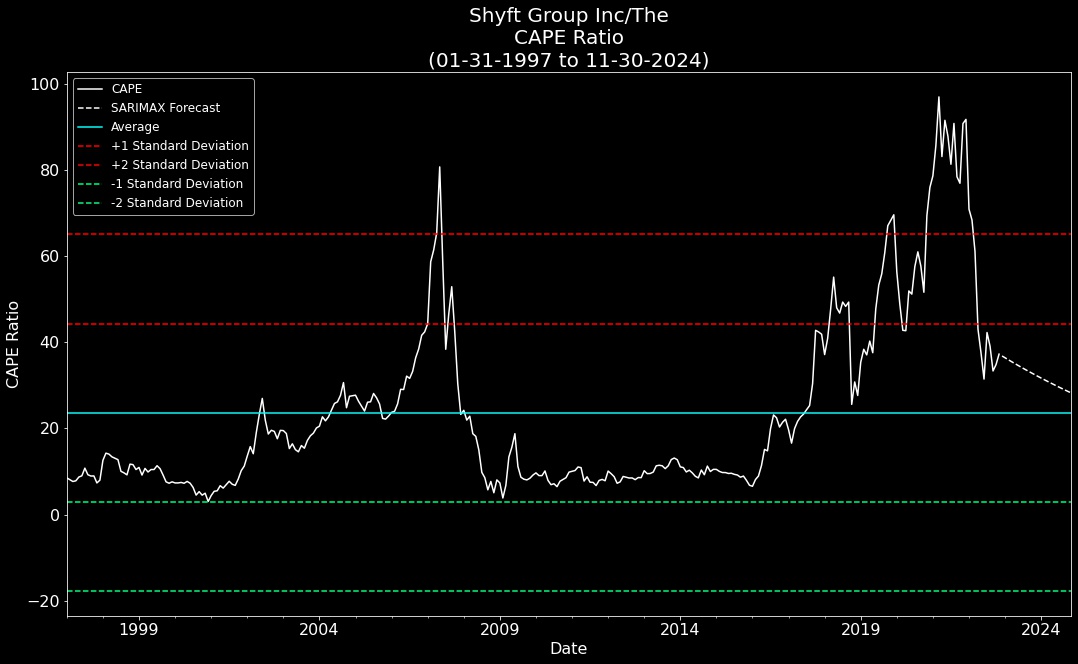 Shyft Group Inc/The
CAPE Ratio
(01-31-1997 to 11-30-2024)
CAPE
SARIMAX Forecast
Average
+1 Standard Deviation
+2 Standard Deviation
-1 Standard Deviation
-2 Standard Deviation
CAPE Ratio
100
80
60
40
20
0
−20
1999
2004
2009
2014
2019
2024
Date